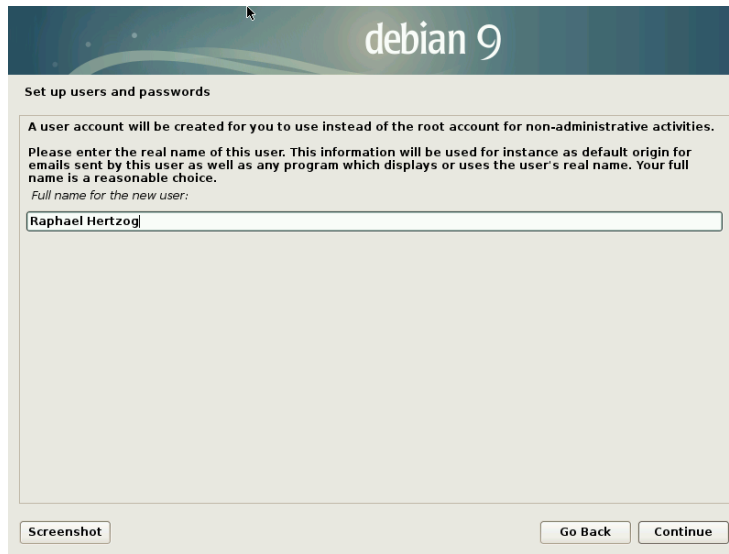 debian 9
Set up users and passwords
A user account will be created for you to use instead of the root account for non-administrative activities.
Please enter the real name of this user. This information will be used for instance as default origin for
emails sent by this user as well as any program which displays or uses the user's real name. Your full
name is a reasonable choice.
Full name for the new user:
Raphael Hertzog
Screenshot
Go Back
Continue